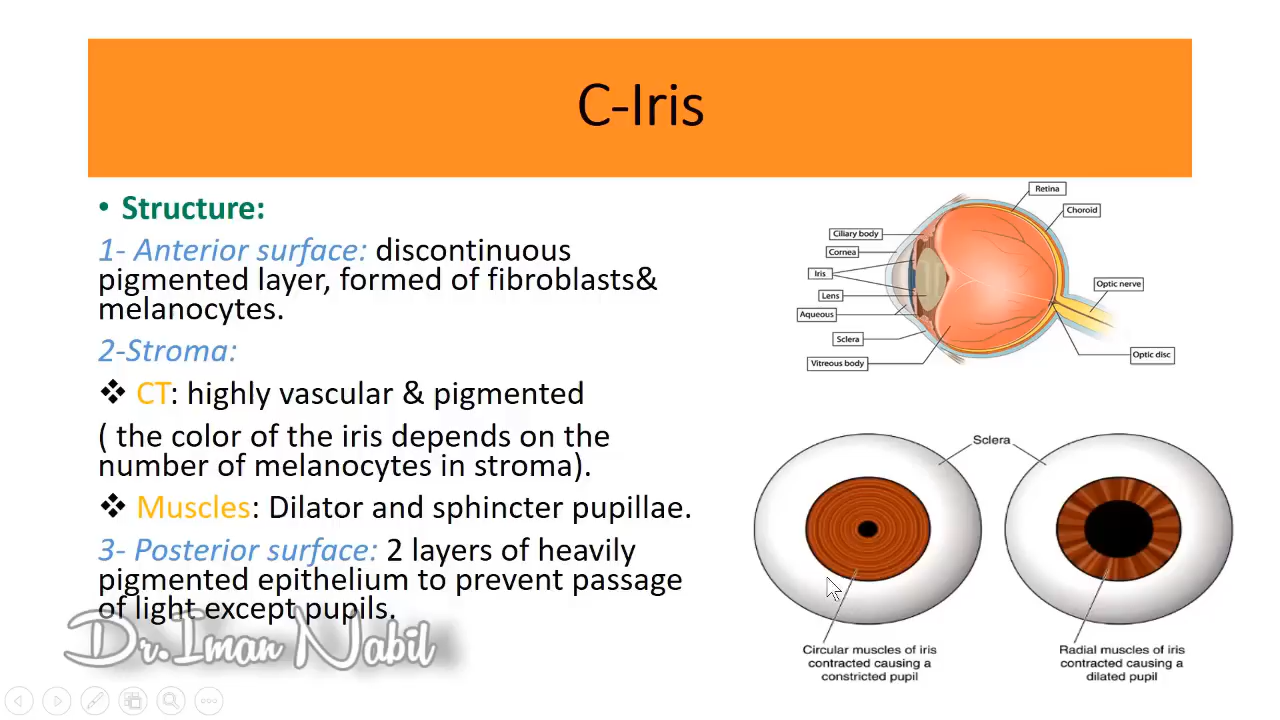 C-Iris
• Structure:
1- Anterior surface: discontinuous
pigmented layer, formed of fibroblasts&
melanocytes.
2-Stroma:
❖ CT: highly vascular & pigmented
( the color of the iris depends on the
number of melanocytes in stroma).
❖ Muscles: Dilator and sphincter pupillae.
3- Posterior surface: 2 layers of heavily
pigmented epithelium to prevent passage
of light except pupils.
Dr.Iman Nabil
Retina
Choroid
Ciliary body
Cornea
Iris
Optic nerve
Lens
Aqueous
Sclera
Optic disc
Vitreous body
Sclera
Circular muscles of iris
contracted causing a
constricted pupil
Radial muscles of iris
contracted causing a
dilated pupil